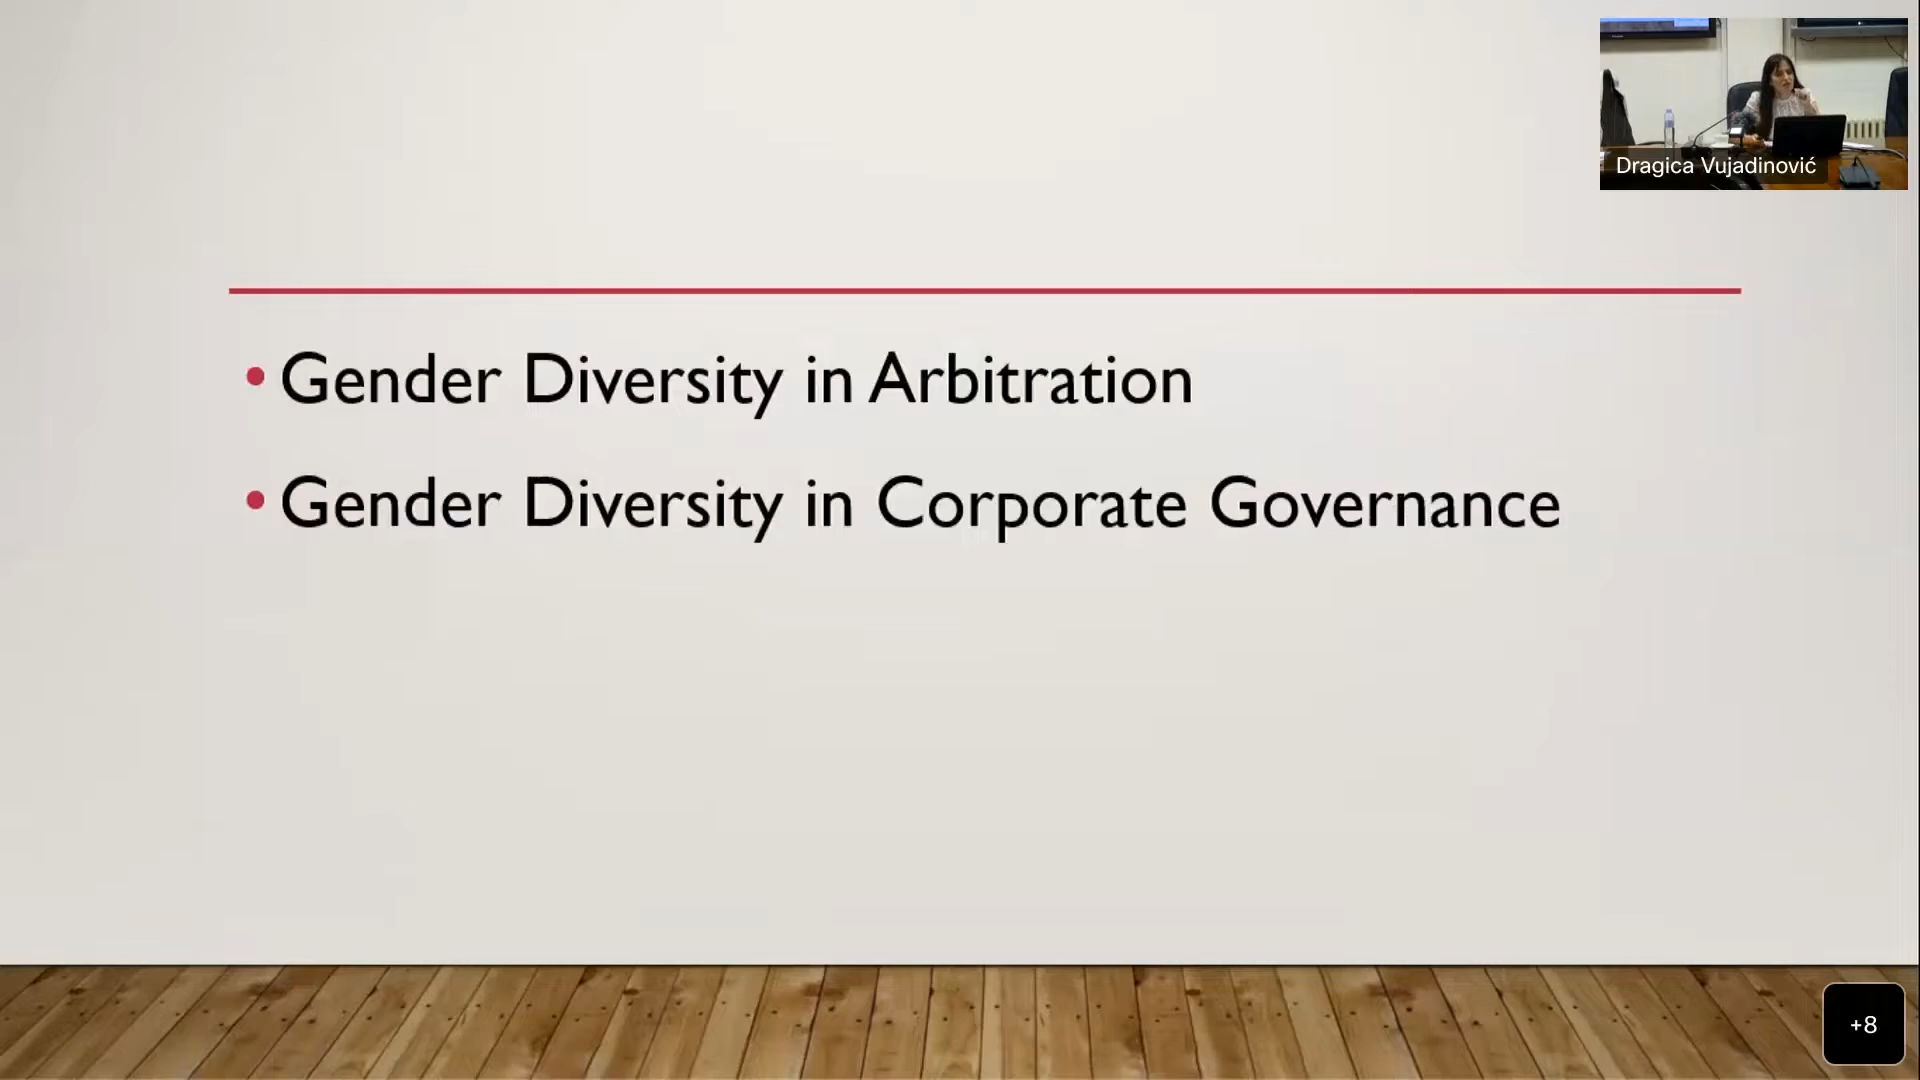 Dragica Vujadinović
• Gender Diversity in Arbitration
• Gender Diversity in Corporate Governance
+8